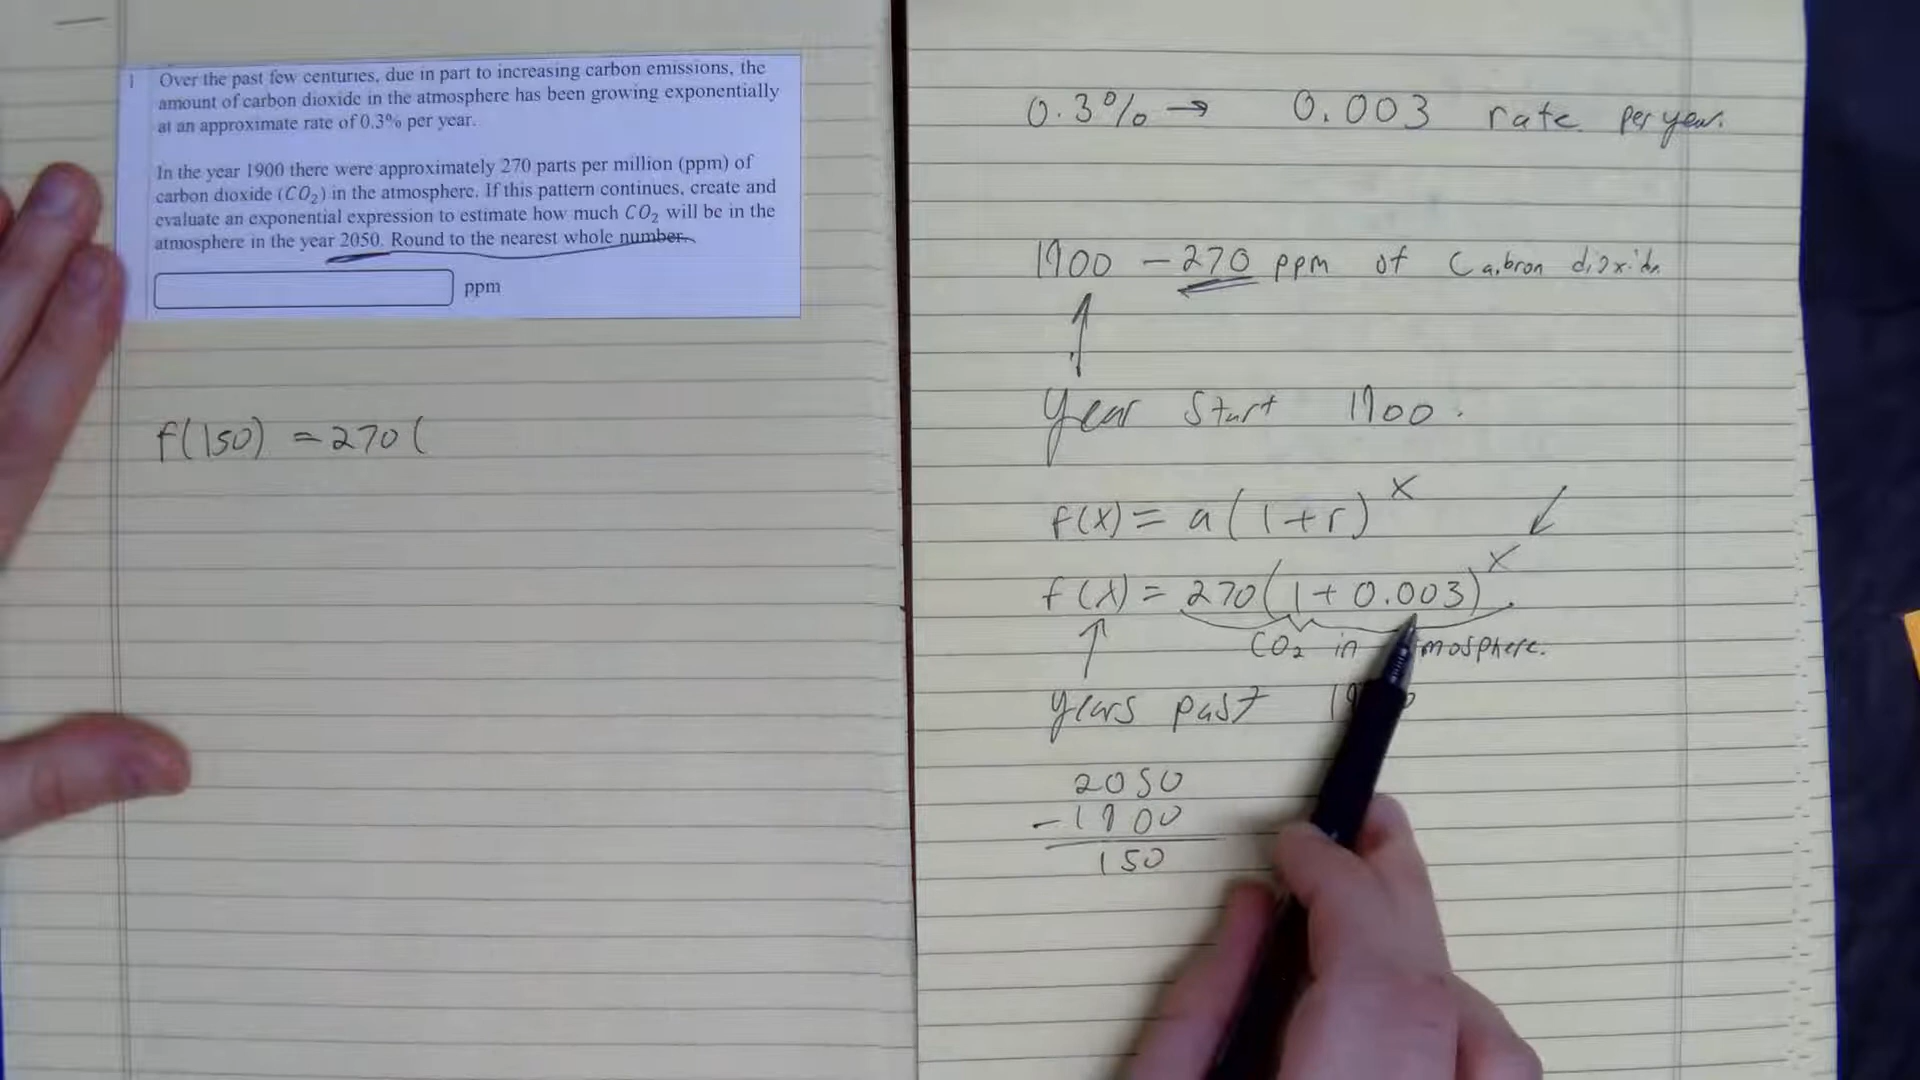 1 Over the past few centuries, due in part to increasing carbon emissions, the
amount of carbon dioxide in the atmosphere has been growing exponentially
at an approximate rate of 0.3% per year.
In the year 1900 there were approximately 270 parts per million (ppm) of
carbon dioxide (CO₂) in the atmosphere. If this pattern continues, create and
evaluate an exponential expression to estimate how much CO₂ will be in the
atmosphere in the year 2050. Round to the nearest whole number.
ppm
f(150) = 270 (
0.3% → 0.003 rate per year.
1900 - 270 ppm of Caibron dioxide
year start 1900.
f(x) = a(1+r)^x
f(x) = 270(1 + 0.003)^x
CO₂ in
years past
2050
- 1900
150